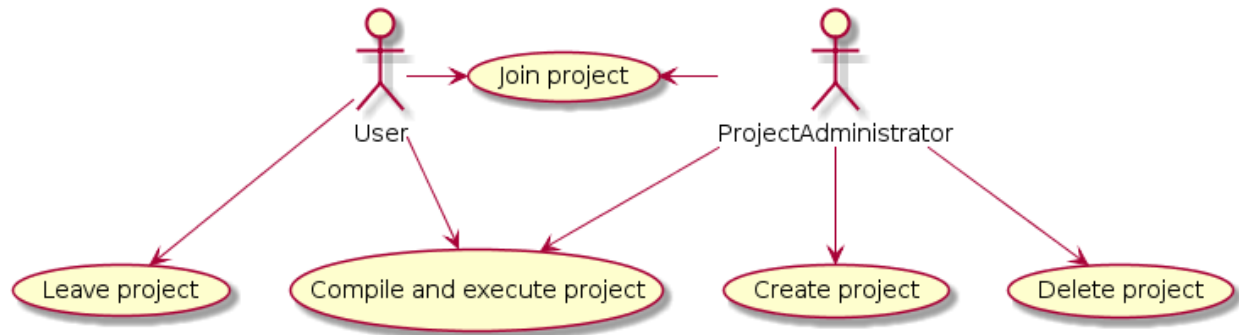 Join project
User
ProjectAdministrator
Leave project
Compile and execute project
Create project
Delete project